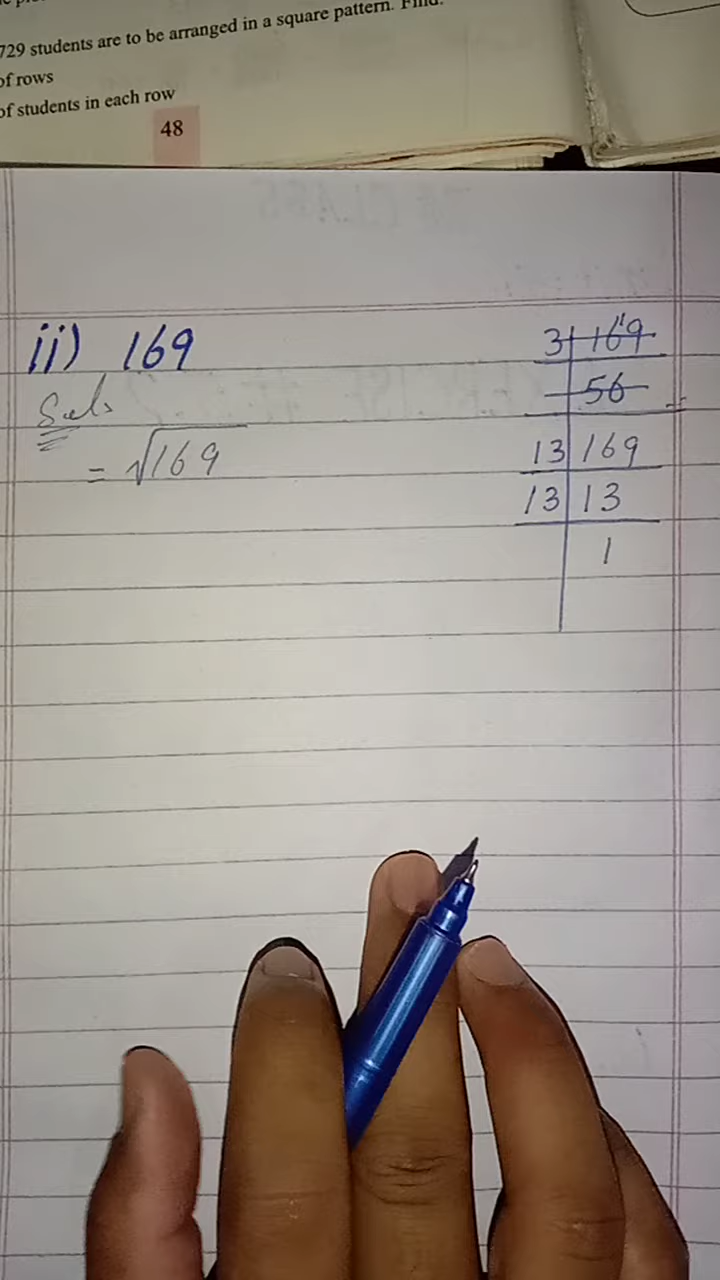 729 students are to be arranged in a square pattern. Find:
of rows
of students in each row
48
ii) 169
Sol
= √169
3 169
56
13 169
13 13
1